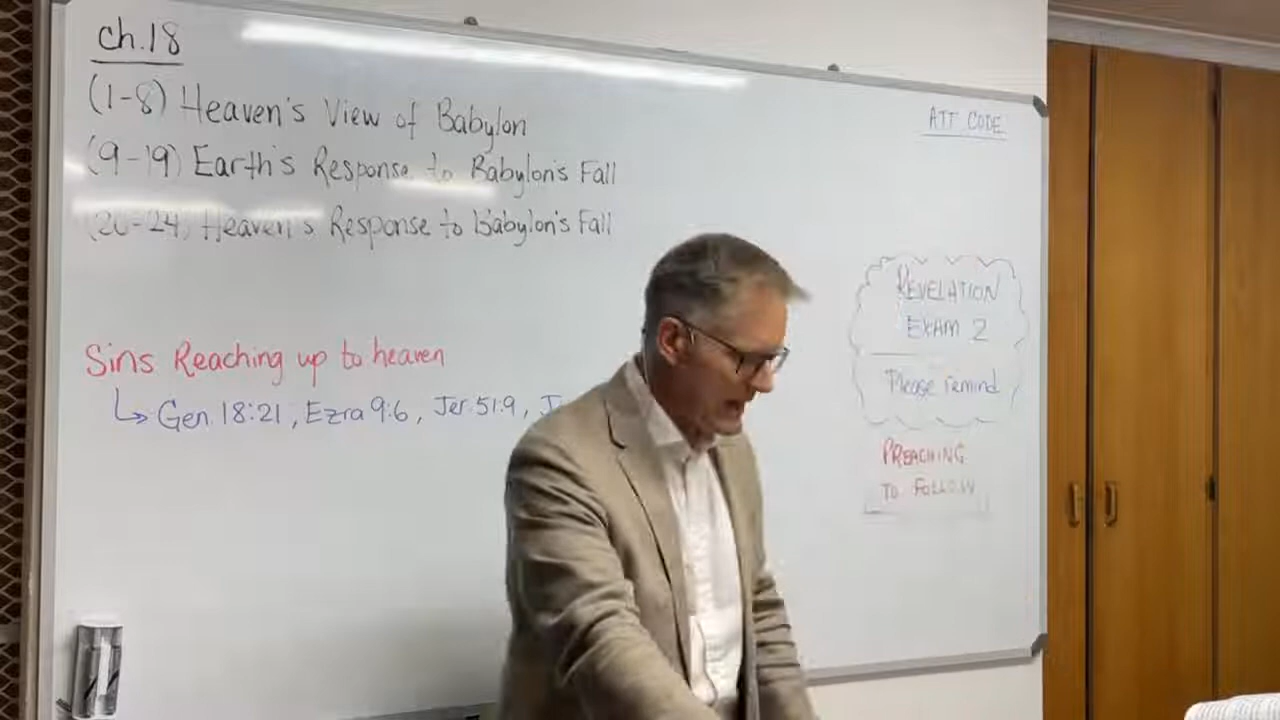 ch.18
(1-8) Heaven's View of Babylon
(9-19) Earth's Response to Babylon's Fall
(20-24) Heaven's Response to Babylon's Fall
Sins Reaching up to heaven
↳ Gen. 18:21, Ezra 9:6, Jer. 51:9, J
ATT CODE
REVELATION
EXAM 2
Please remind
PREACHING
TO FOLLOW